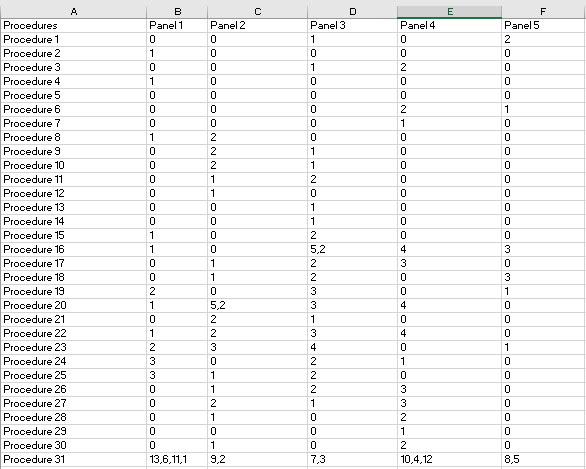 A B C D E F
Procedures Panel 1 Panel 2 Panel 3 Panel 4 Panel 5
Procedure 1 0 0 1 0 2
Procedure 2 1 0 0 0 0
Procedure 3 0 0 1 2 0
Procedure 4 1 0 0 0 0
Procedure 5 0 0 0 0 0
Procedure 6 0 0 0 2 1
Procedure 7 0 0 0 1 0
Procedure 8 1 2 0 0 0
Procedure 9 0 2 1 0 0
Procedure 10 0 2 1 0 0
Procedure 11 0 1 2 0 0
Procedure 12 0 1 0 0 0
Procedure 13 0 0 1 0 0
Procedure 14 0 0 1 0 0
Procedure 15 1 0 2 0 0
Procedure 16 1 0 5,2 4 3
Procedure 17 0 1 2 3 0
Procedure 18 0 1 2 0 3
Procedure 19 2 0 3 0 1
Procedure 20 1 5,2 3 4 0
Procedure 21 0 2 1 0 0
Procedure 22 1 2 3 4 0
Procedure 23 2 3 4 0 1
Procedure 24 3 0 2 1 0
Procedure 25 3 1 2 0 0
Procedure 26 0 1 2 3 0
Procedure 27 0 2 1 3 0
Procedure 28 0 1 0 2 0
Procedure 29 0 0 0 1 0
Procedure 30 0 1 0 2 0
Procedure 31 13,6,11,1 9,2 7,3 10,4,12 8,5